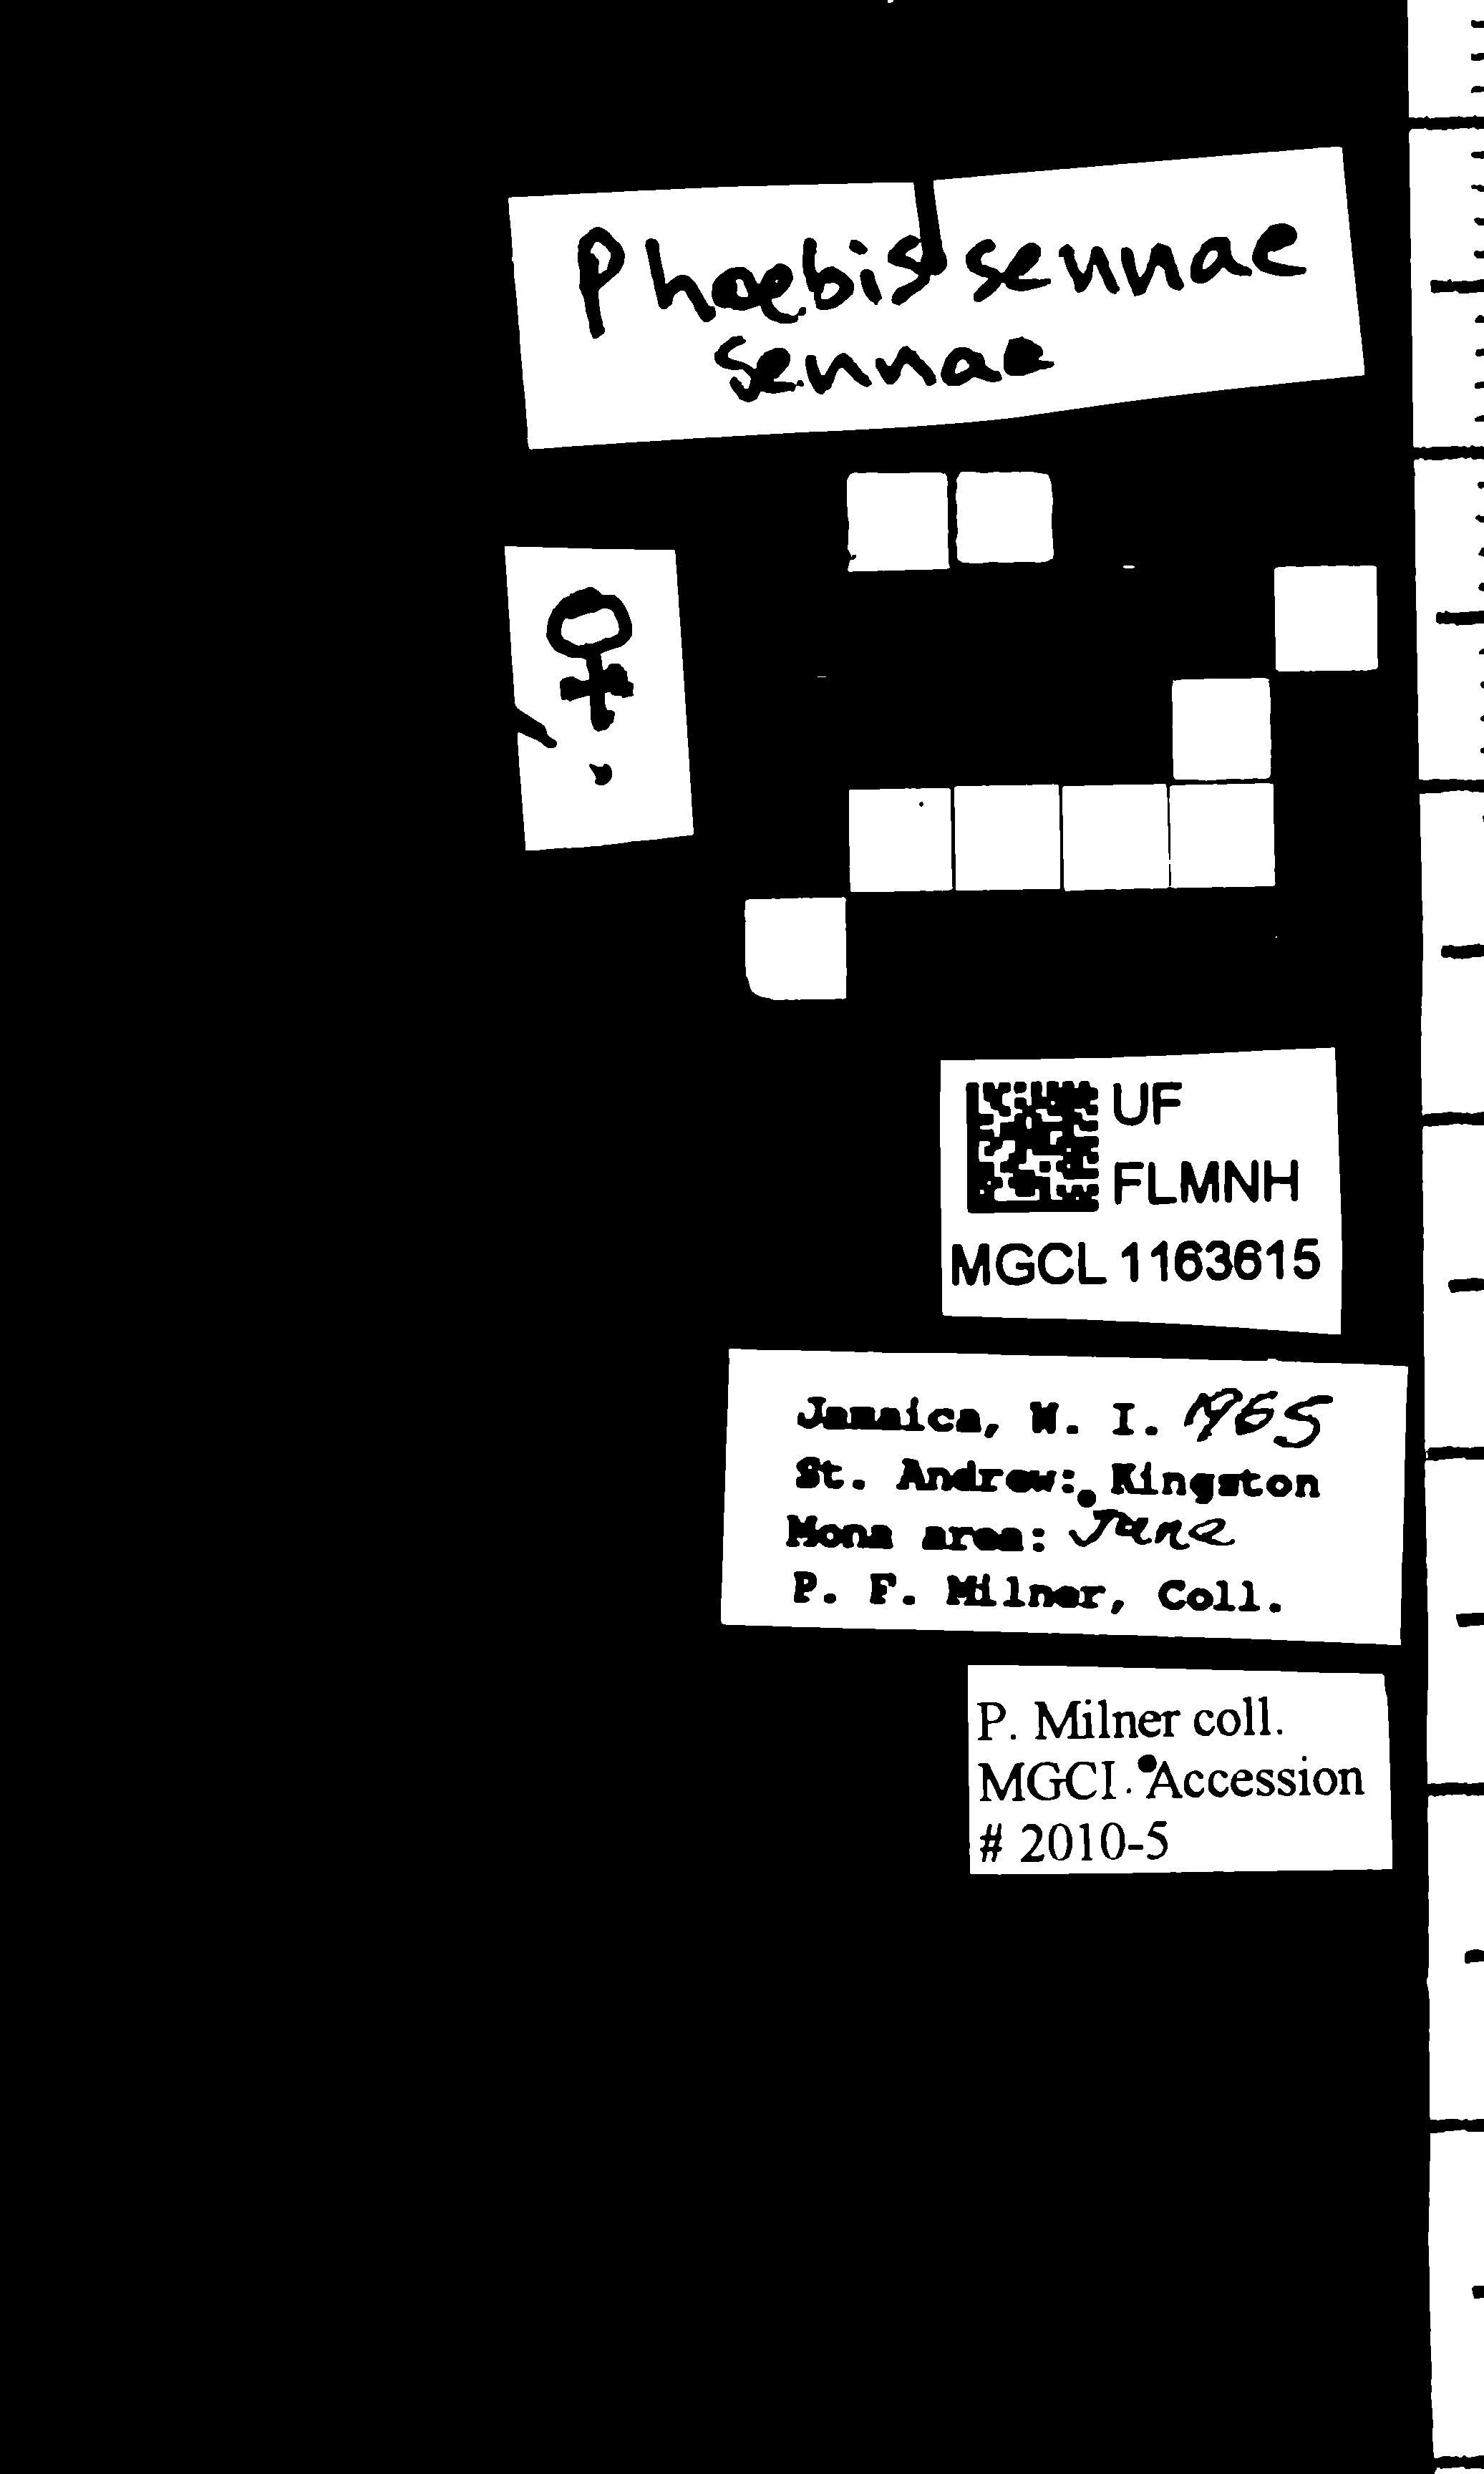 Phoebis sennae
sennae
♀
UF
FLMNH
MGCL 1163615
Jamaica, W. I. 1965
St. Andrew: Kingston
Mona area: June
P. F. Milner, Coll.
P. Milner coll.
MGCL Accession
# 2010-5